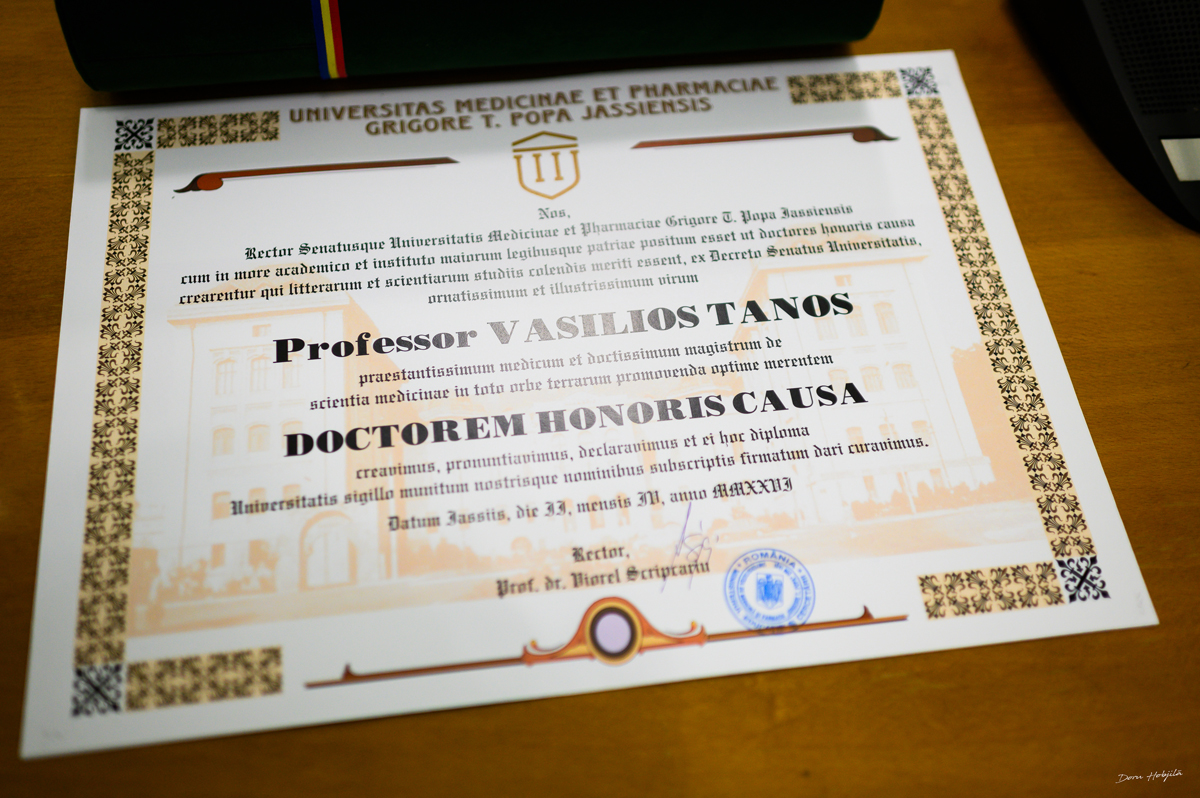 UNIVERSITAS MEDICINAE ET PHARMACIAE
GRIGORE T. POPA JASSIENSIS
Nos,
Rector Senatusque Universitatis Medicinae et Pharmaciae Grigore T. Popa Jassiensis
cum in more academico et instituto maiorum legibusque patriae positum esset ut doctores honoris causa
crearentur qui litterarum et scientiarum studiis colendis meriti essent, ex Decreto Senatus Universitatis,
ornatissimum et illustrissimum virum
Professor VASILIOS TANOS
praestantissimum medicum et doctissimum magistrum de
scientia medicinae in toto orbe terrarum promovenda optime merentem
DOCTOREM HONORIS CAUSA
creavimus, pronuntiavimus, declaravimus et ei hoc diploma
Universitatis sigillo munitum nostrisque nominibus subscriptis firmatum dari curavimus.
Datum Jassiis, die II, mensis IV, anno MMXXVI
Rector,
Prof. dr. Viorel Scripcariu
ROMÂNIA
Doru Hobjilă